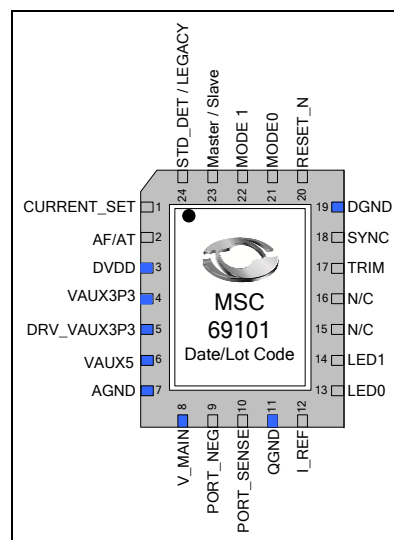 STD_DET / LEGACY
Master / Slave
MODE 1
MODE0
RESET_N
24
23
22
21
20
CURRENT_SET
1
AF/AT
2
DVDD
3
VAUX3P3
4
DRV_VAUX3P3
5
VAUX5
6
AGND
7
MSC
69101
Date/Lot Code
19
DGND
18
SYNC
17
TRIM
16
N/C
15
N/C
14
LED1
13
LED0
8
9
10
11
12
V_MAIN
PORT_NEG
PORT_SENSE
QGND
I_REF